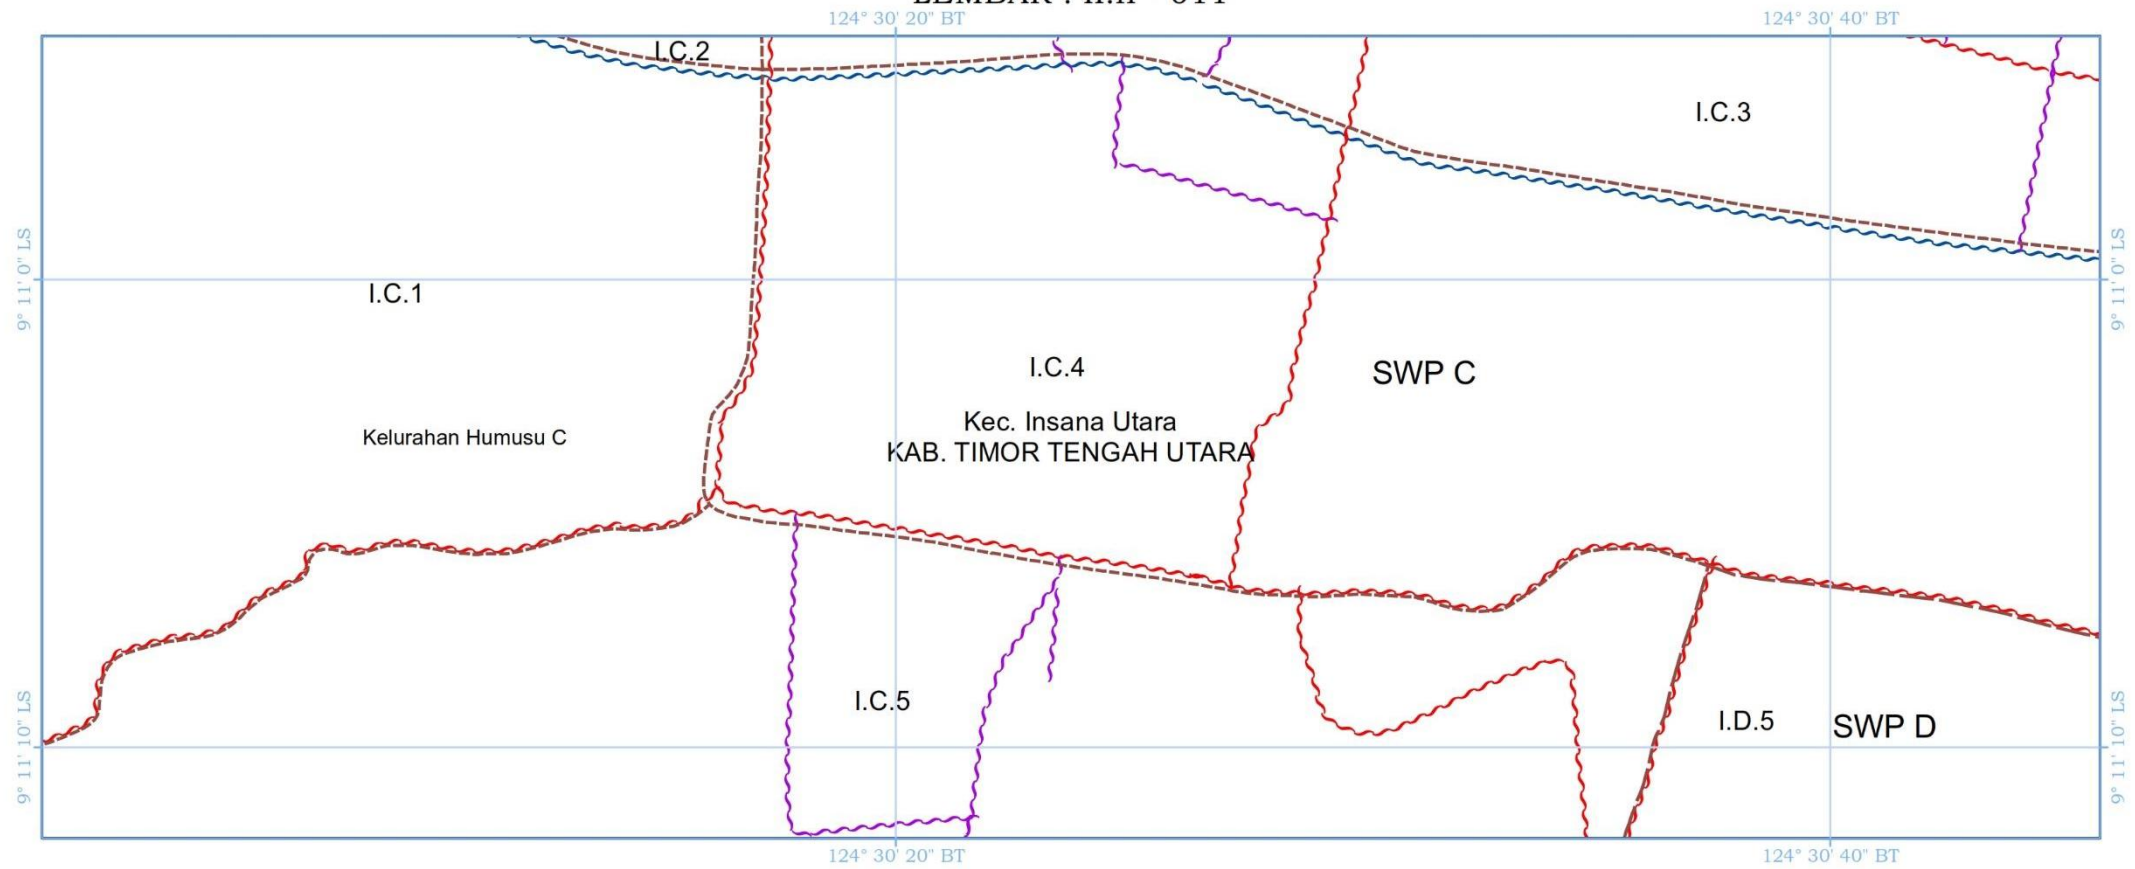 124° 30' 20" BT
124° 30' 40" BT
I.C.2
I.C.3
9° 11' 0" LS
9° 11' 0" LS
I.C.1
I.C.4
SWP C
Kec. Insana Utara
Kelurahan Humusu C
KAB. TIMOR TENGAH UTARA
I.C.5
I.D.5
SWP D
9° 11' 10" LS
9° 11' 10" LS
124° 30' 20" BT
124° 30' 40" BT